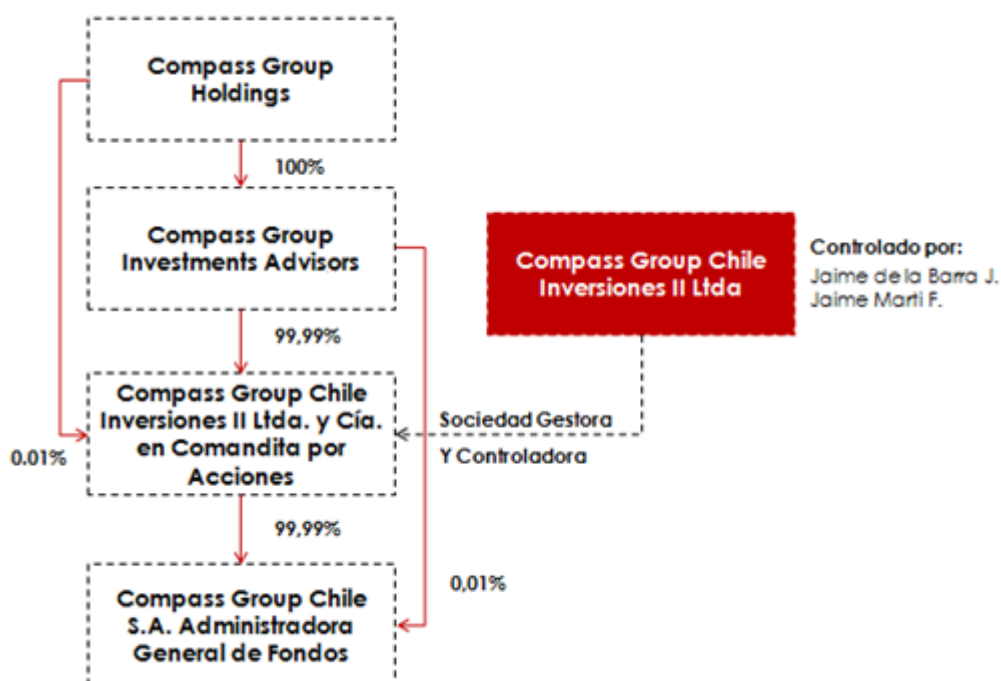 Compass Group
Holdings
100%
Compass Group
Investments Advisors
Compass Group Chile
Inversiones II Ltda
Controlado por:
Jaime de la Barra J.
Jaime Marti F.
99,99%
Compass Group Chile
Inversiones II Ltda. y Cía.
en Comandita por
Acciones
Sociedad Gestora
Y Controladora
0.01%
99,99%
0,01%
Compass Group Chile
S.A. Administradora
General de Fondos